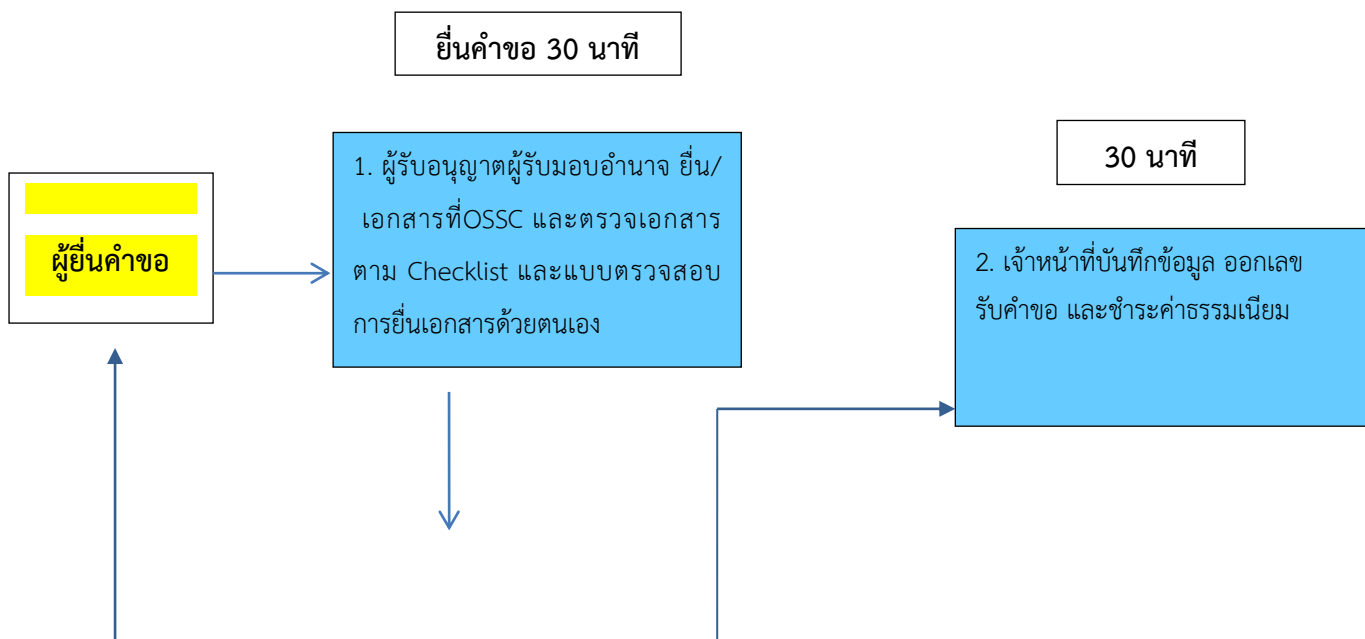 ยื่นคำขอ 30 นาที
ผู้ยื่นคำขอ
1. ผู้รับอนุญาตผู้รับมอบอำนาจ ยื่น/
เอกสารที่OSSC และตรวจเอกสาร
ตาม Checklist และแบบตรวจสอบ
การยื่นเอกสารด้วยตนเอง
30 นาที
2. เจ้าหน้าที่บันทึกข้อมูล ออกเลข
รับคำขอ และชำระค่าธรรมเนียม